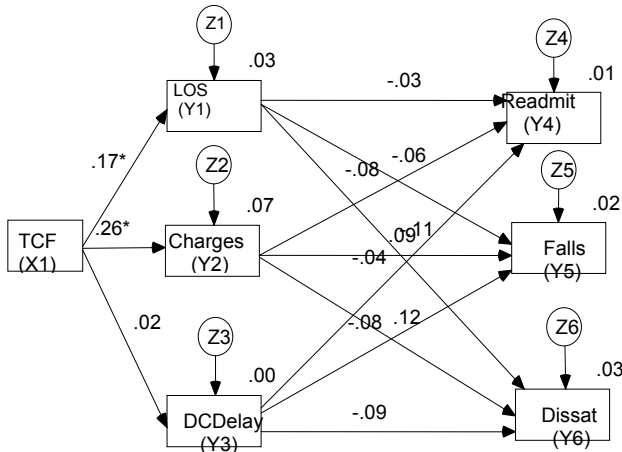 Z1
.03
LOS
(Y1)
-.03
Z4
.01
Readmit
(Y4)
.17*
Z2
.07
-.08
-.06
Z5
.02
TCF
(X1)
.26*
Charges
(Y2)
.09
-.11
-.04
Falls
(Y5)
.02
Z3
.00
-.08
.12
Z6
.03
DCDelay
(Y3)
-.09
Dissat
(Y6)